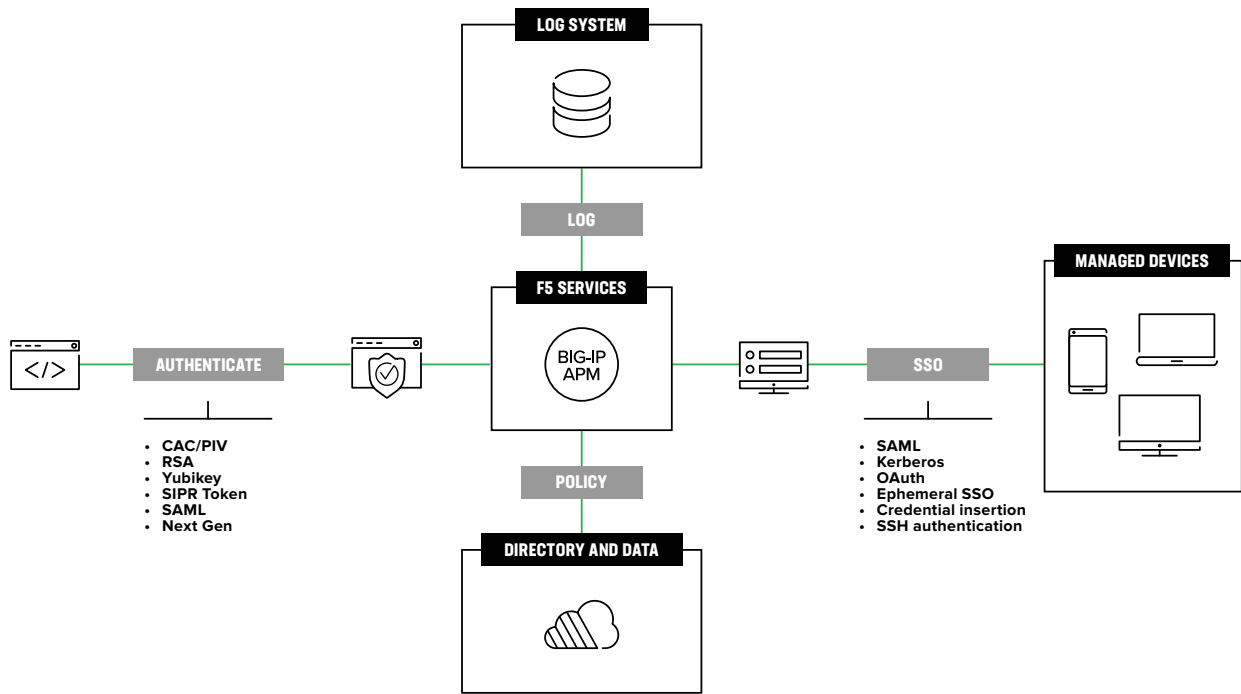 LOG SYSTEM
LOG
F5 SERVICES
BIG-IP
APM
MANAGED DEVICES
</>
AUTHENTICATE
SSO
• CAC/PIV
• RSA
• Yubikey
• SIPR Token
• SAML
• Next Gen
• SAML
• Kerberos
• OAuth
• Ephemeral SSO
• Credential insertion
• SSH authentication
POLICY
DIRECTORY AND DATA